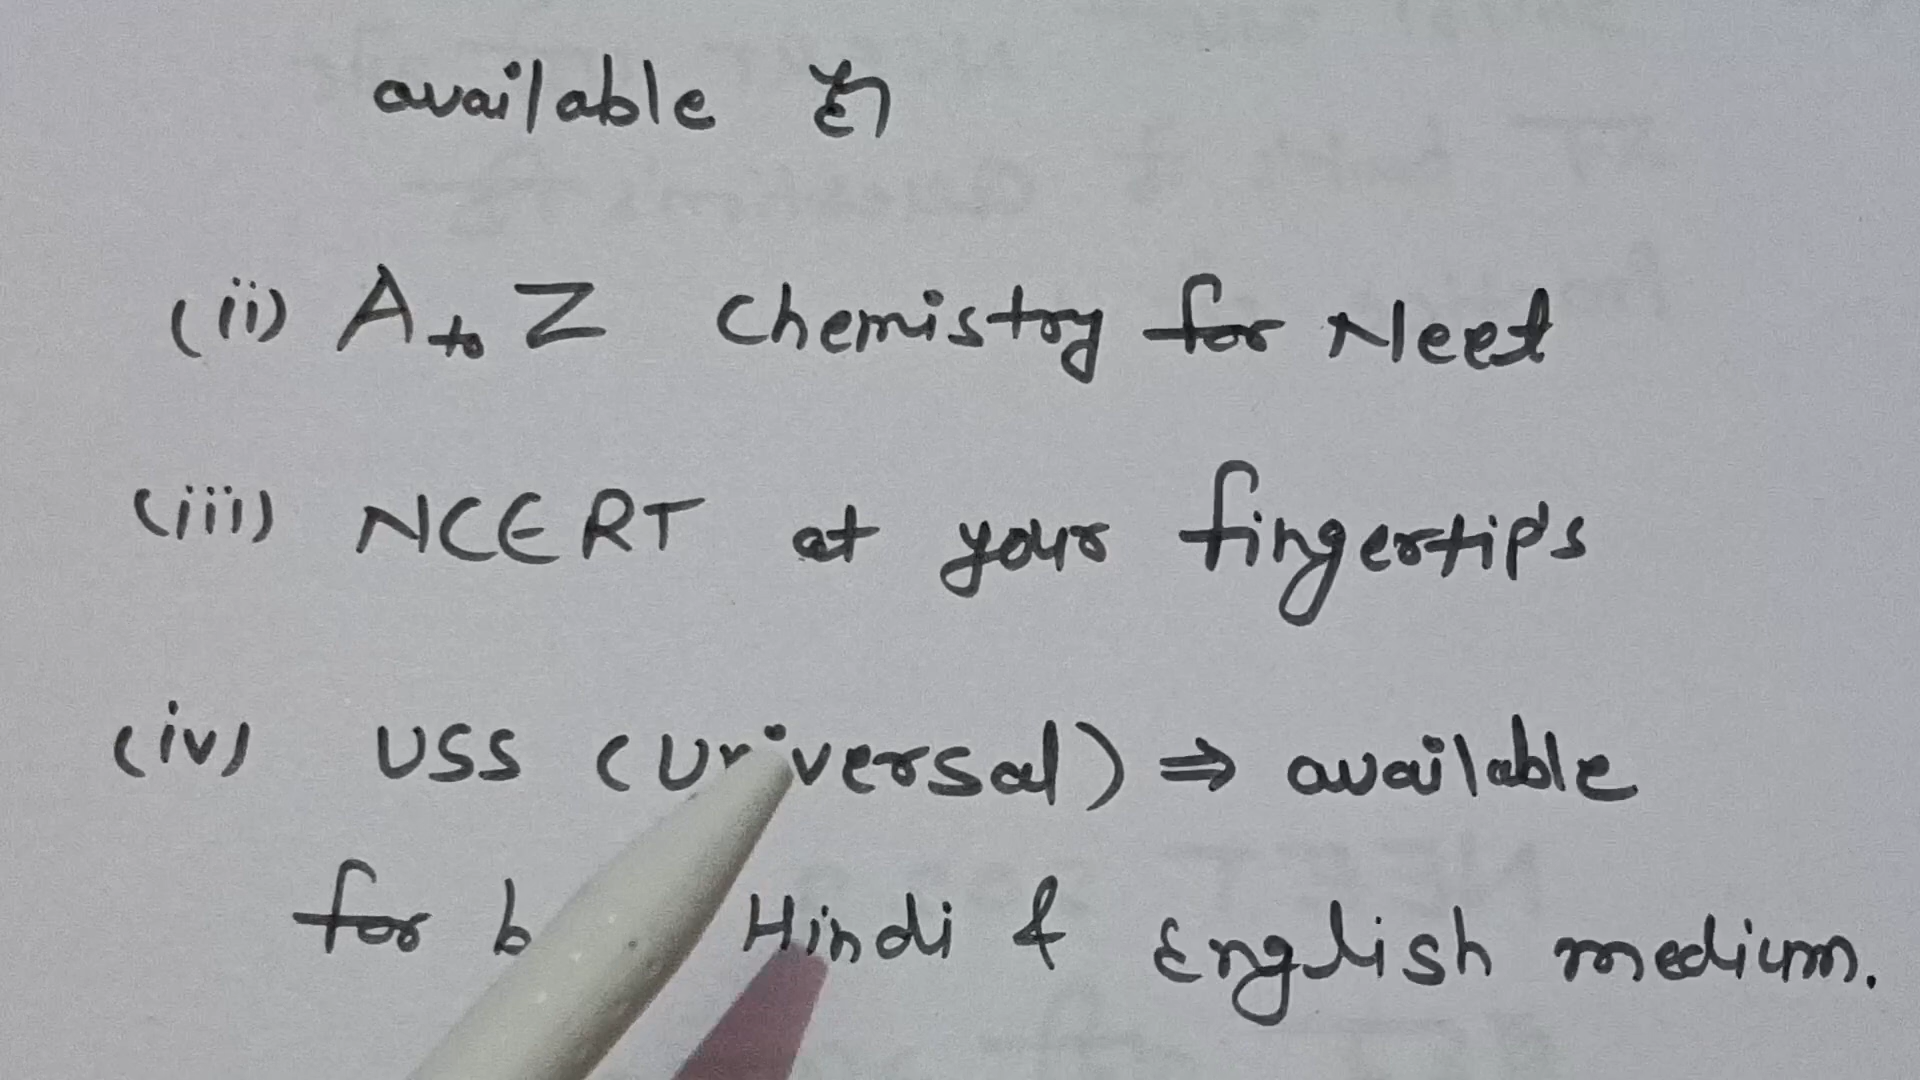 available है।
(ii) A to Z Chemistry for Neet
(iii) NCERT at your fingertips
(iv) USS (Universal) ⇒ available
for Hindi & English medium.